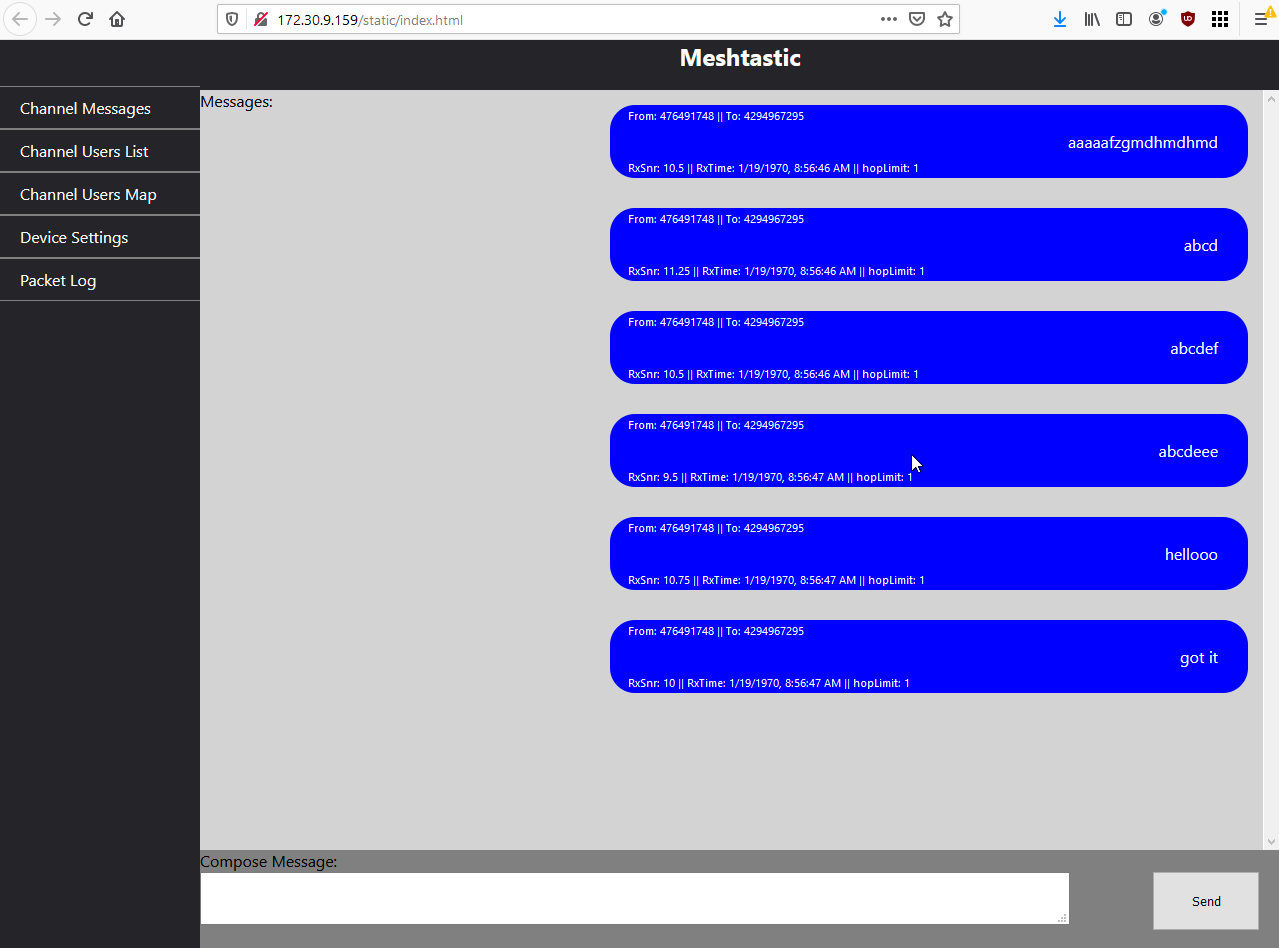 172.30.9.159/static/index.html
Meshtastic
Channel Messages
Channel Users List
Channel Users Map
Device Settings
Packet Log
Messages:
From: 476491748 || To: 4294967295
aaaaafzgmdhmdhmd
RxSnr: 10.5 || RxTime: 1/19/1970, 8:56:46 AM || hopLimit: 1
From: 476491748 || To: 4294967295
abcd
RxSnr: 11.25 || RxTime: 1/19/1970, 8:56:46 AM || hopLimit: 1
From: 476491748 || To: 4294967295
abcdef
RxSnr: 10.5 || RxTime: 1/19/1970, 8:56:46 AM || hopLimit: 1
From: 476491748 || To: 4294967295
abcdeee
RxSnr: 9.5 || RxTime: 1/19/1970, 8:56:47 AM || hopLimit: 1
From: 476491748 || To: 4294967295
hellooo
RxSnr: 10.75 || RxTime: 1/19/1970, 8:56:47 AM || hopLimit: 1
From: 476491748 || To: 4294967295
got it
RxSnr: 10 || RxTime: 1/19/1970, 8:56:47 AM || hopLimit: 1
Compose Message:
Send